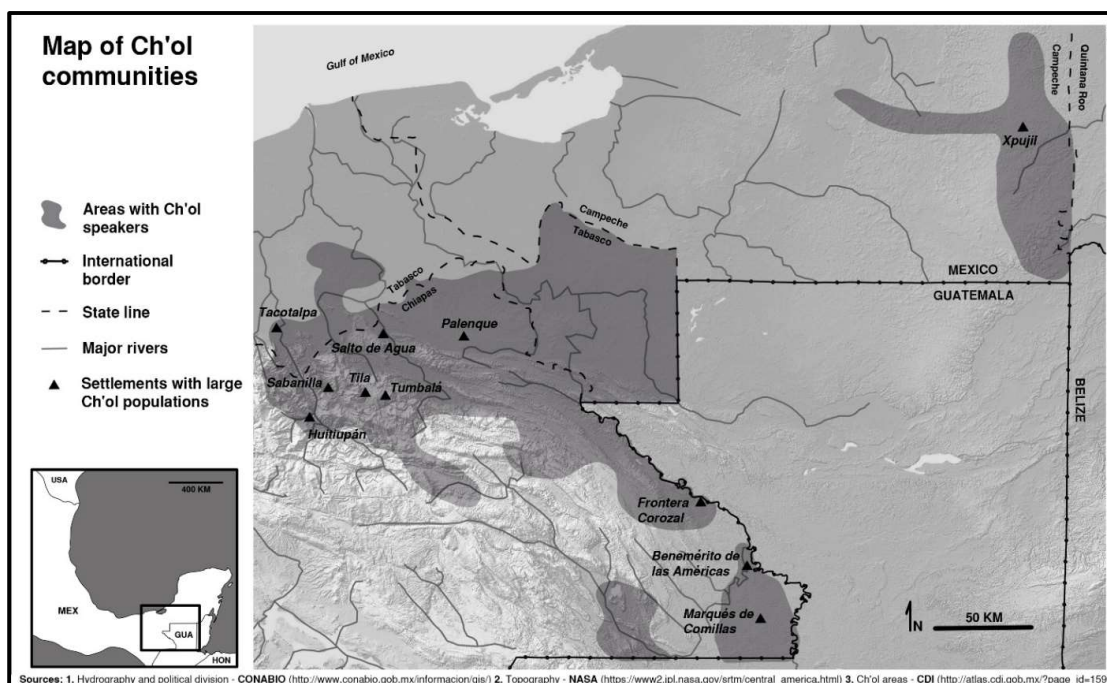 Map of Ch'ol
communities
Areas with Ch'ol
speakers
International
border
State line
Major rivers
Settlements with large
Ch'ol populations
400 KM
USA
MEX
GUA
HON
Gulf of Mexico
Campeche
Quintana Roo
Xpujil
Campeche
Tabasco
Tabasco
Chiapas
MEXICO
GUATEMALA
BELIZE
Tacotalpa
Salto de Agua
Palenque
Sabanilla
Tila
Tumbalá
Huitiupán
Frontera
Corozal
Benemérito de
las Américas
Marqués de
Comillas
N
50 KM
Sources: 1. Hydrography and political division - CONABIO (http://www.conabio.gob.mx/informacion/gis/) 2. Topography - NASA (https://www2.jpl.nasa.gov/srtm/central_america.html) 3. Ch'ol areas - CDI (http://atlas.cdi.gob.mx/?page_id=159